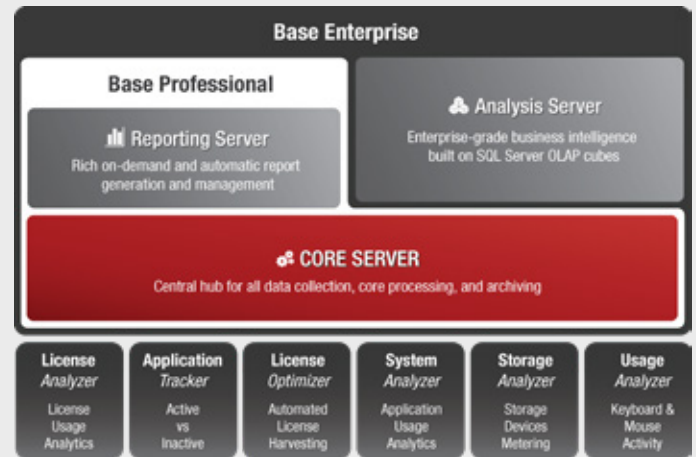 Base Enterprise
Base Professional
Reporting Server
Rich on-demand and automatic report
generation and management
Analysis Server
Enterprise-grade business intelligence
built on SQL Server OLAP cubes
CORE SERVER
Central hub for all data collection, core processing, and archiving
License
Analyzer
License
Usage
Analytics
Application
Tracker
Active
vs
Inactive
License
Optimizer
Automated
License
Harvesting
System
Analyzer
Application
Usage
Analytics
Storage
Analyzer
Storage
Devices
Metering
Usage
Analyzer
Keyboard &
Mouse
Activity